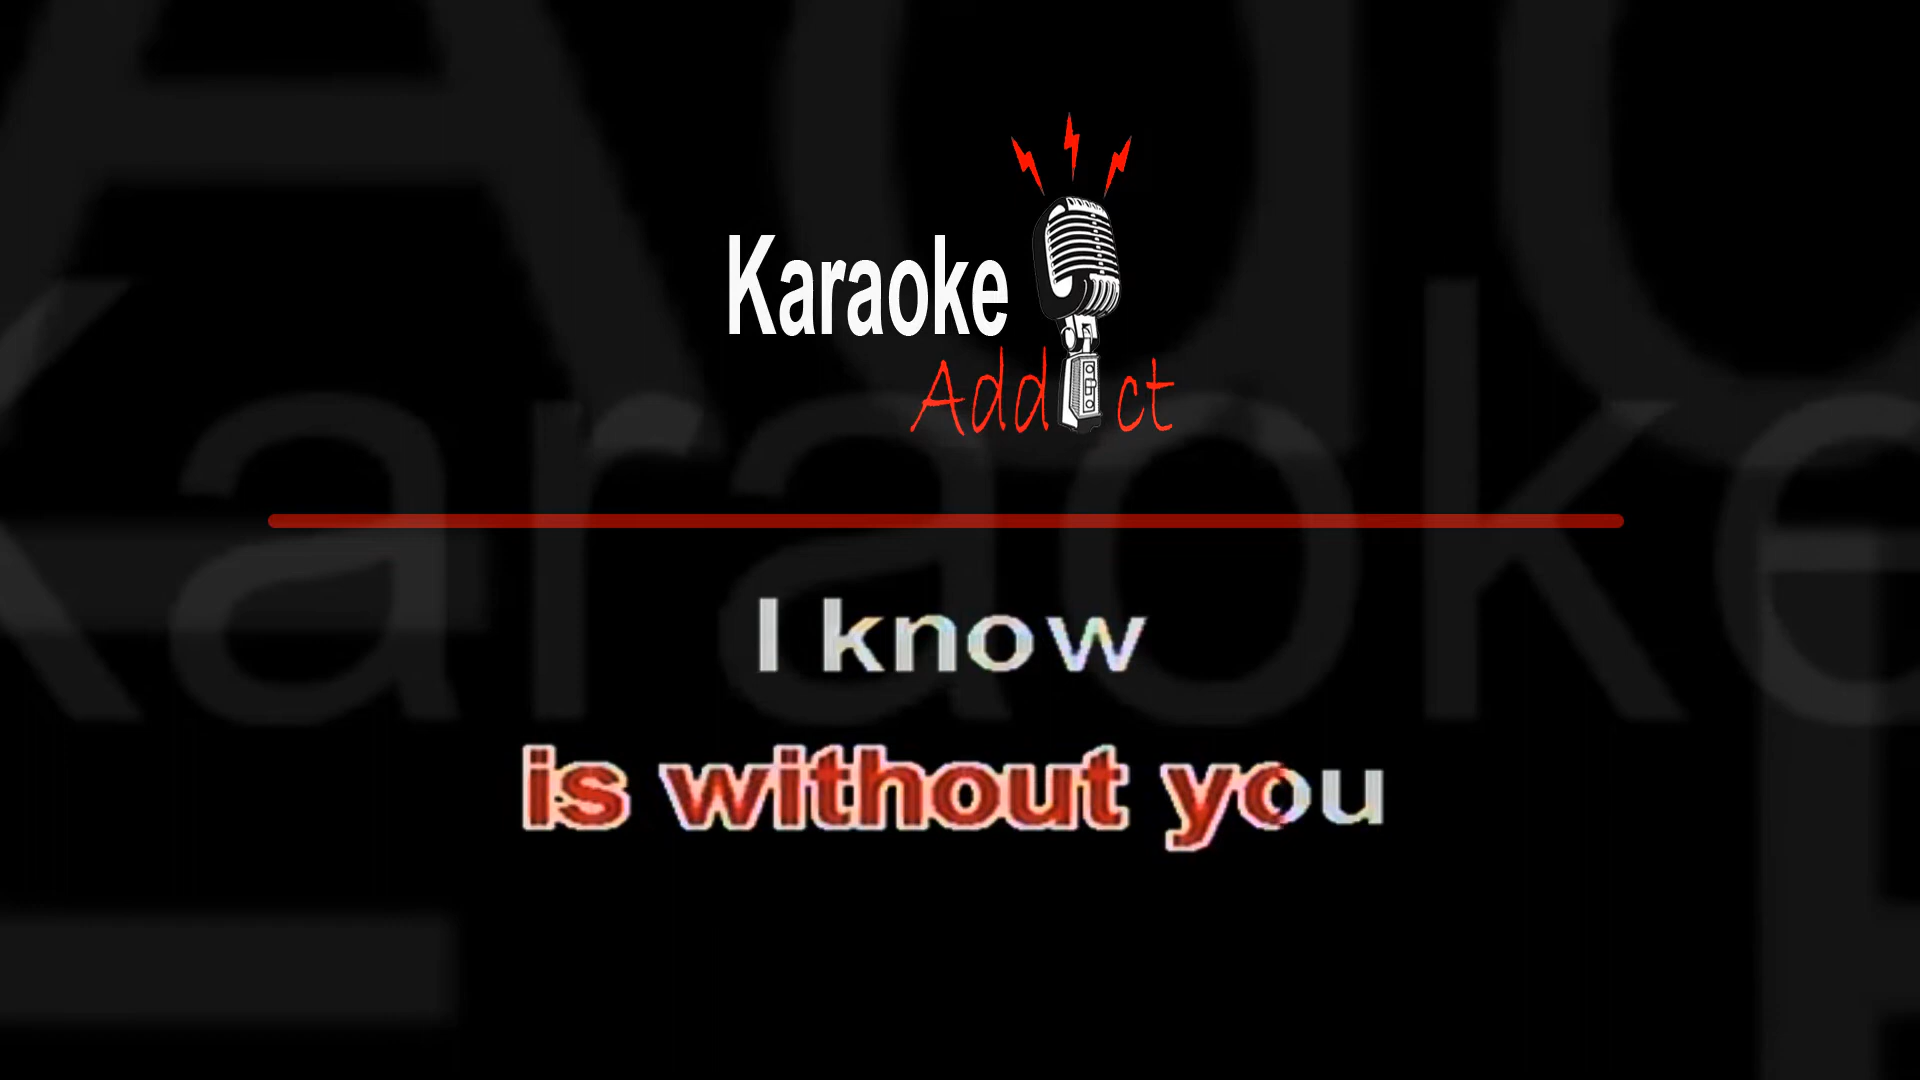 Karaoke
Addict
I know
is without you